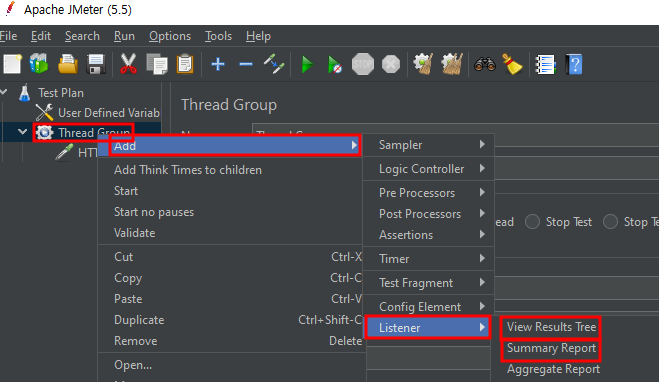 Apache JMeter (5.5)
File Edit Search Run Options Tools Help
Test Plan
User Defined Variab
Thread Group
Thread Group
Add
Add Think Times to children
Start
Start no pauses
Validate
Cut Ctrl-X
Copy Ctrl-C
Paste Ctrl-V
Duplicate Ctrl+Shift-C
Remove Delete
Open...
Sampler
Logic Controller
Pre Processors
Post Processors
Assertions
Timer
Test Fragment
Config Element
Listener
ead Stop Test Stop Te
View Results Tree
Summary Report
Aggregate Report